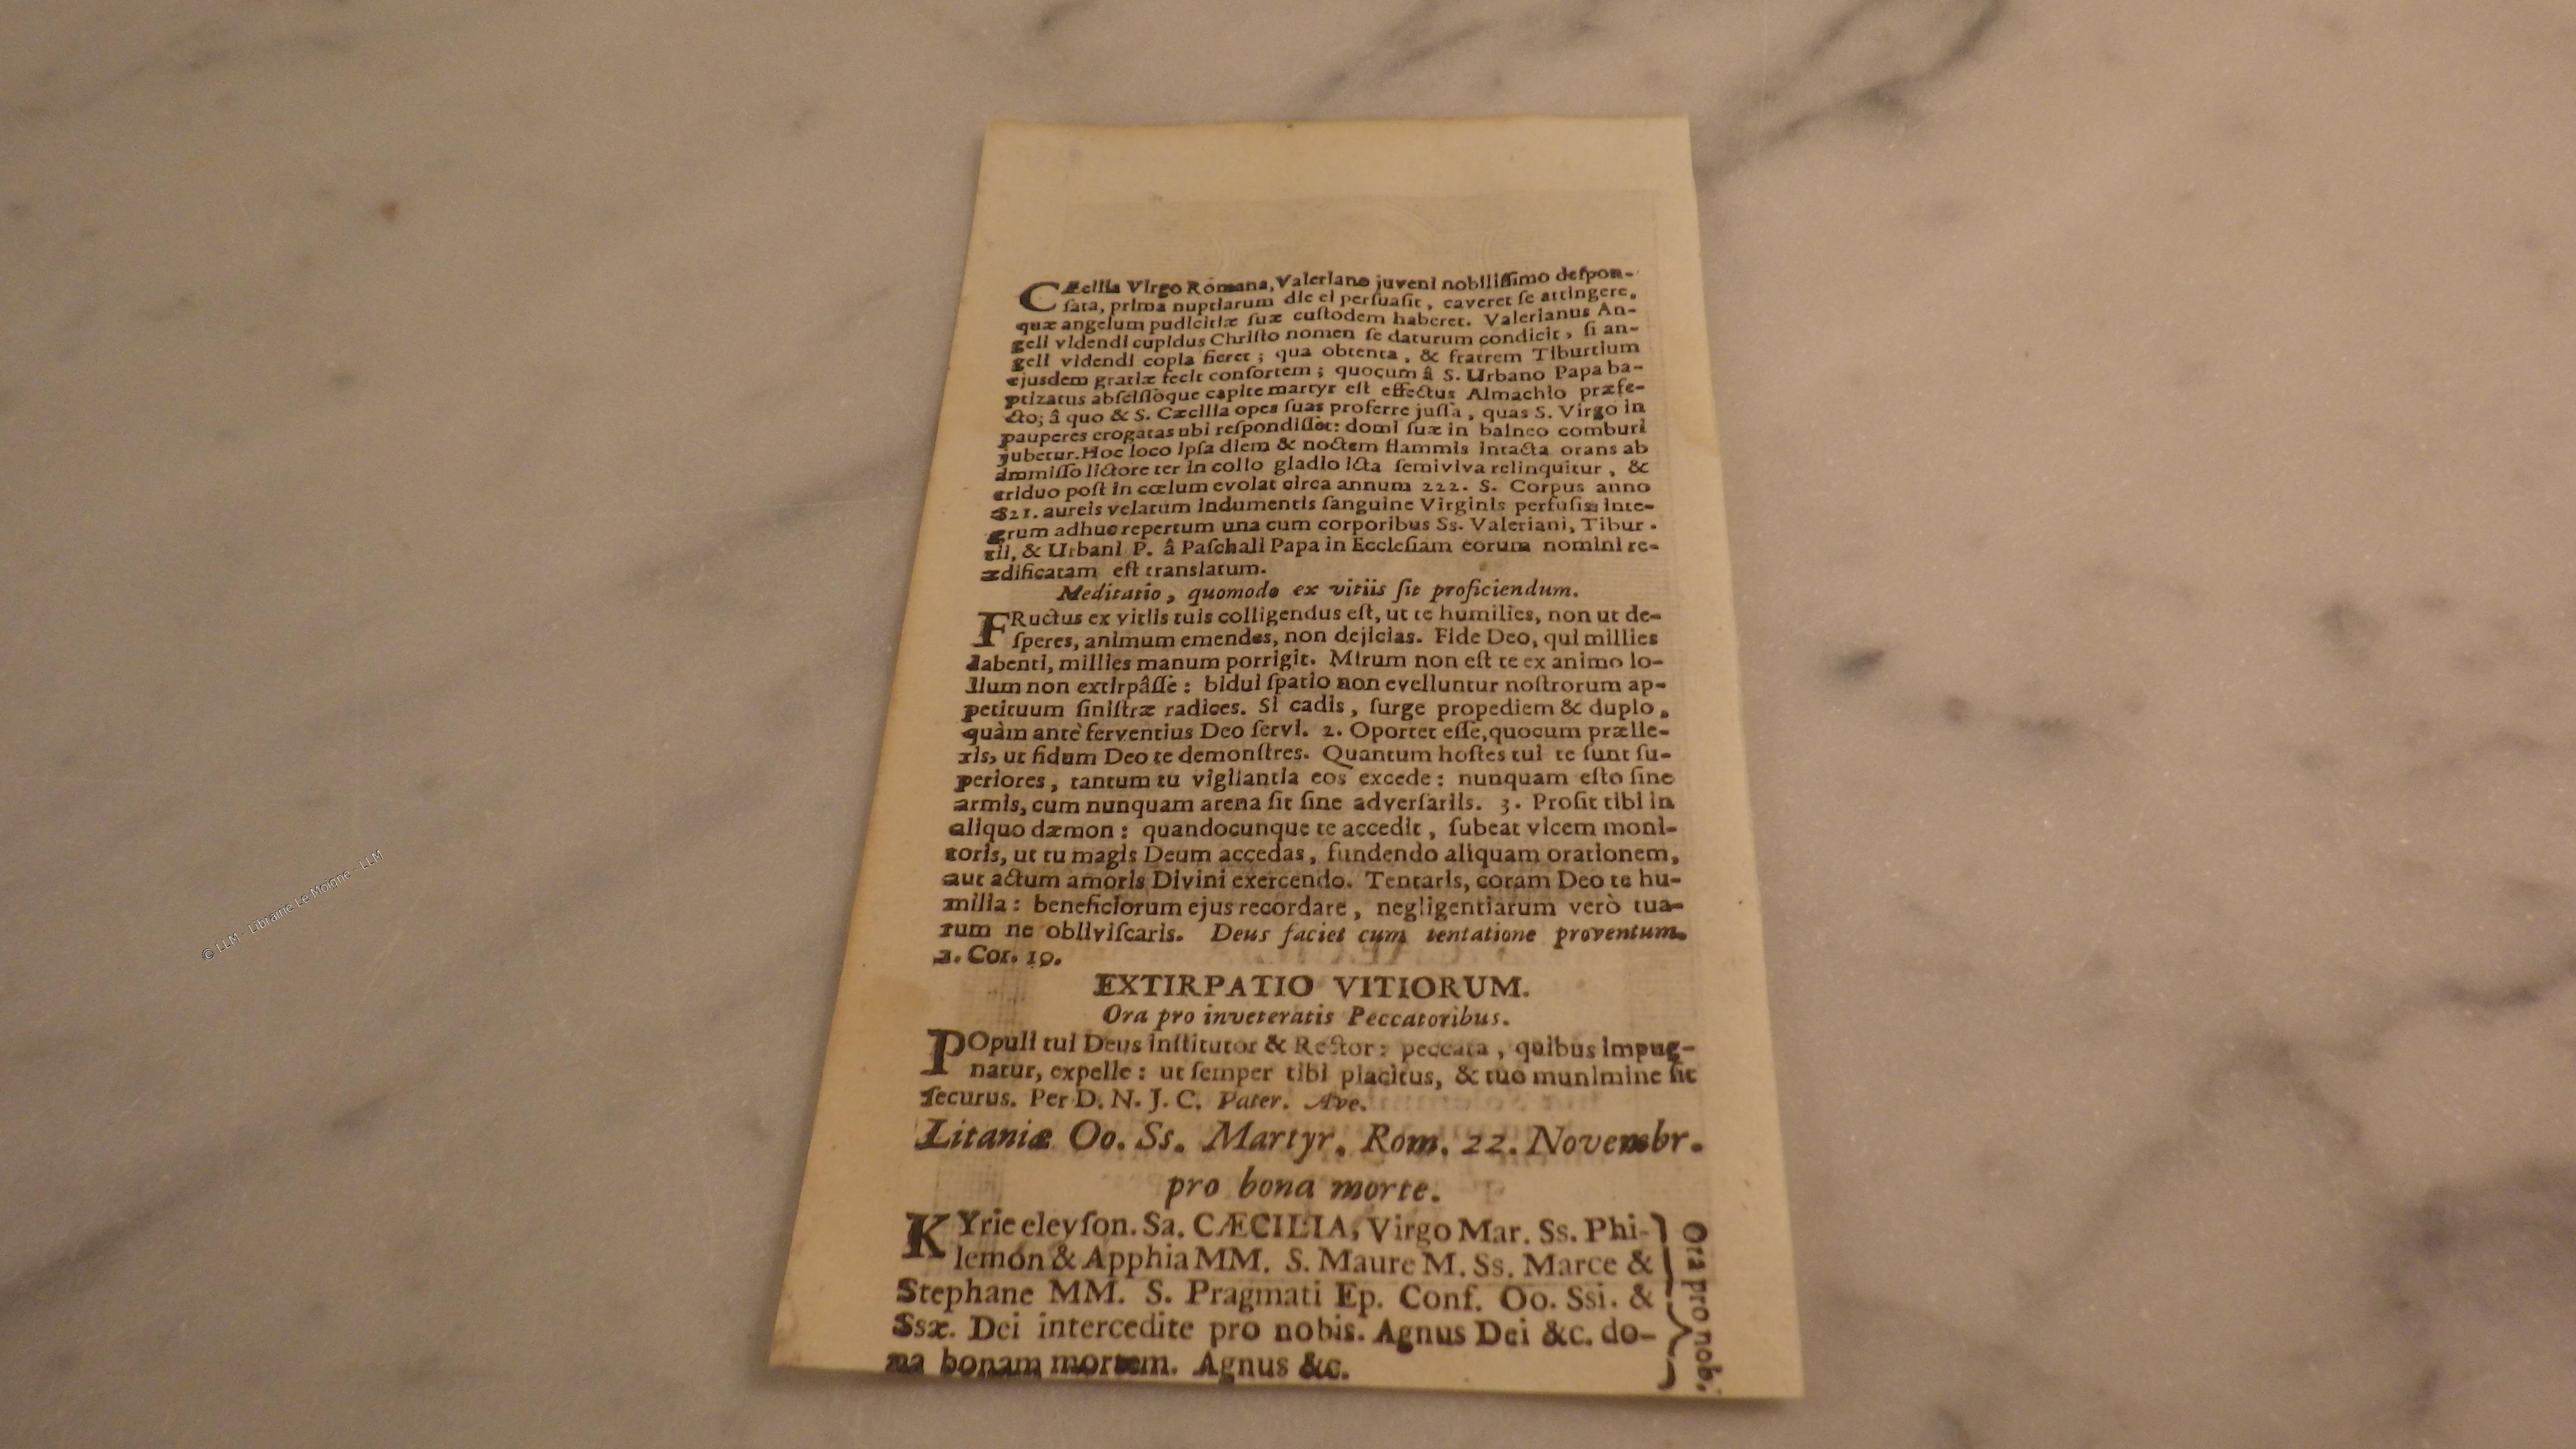 CÆcilia Virgo Romana, Valeriano juveni nobiliſſimo deſpon-
ſata, prima nuptiarum die ei perſuaſit, caveret ſe attingere,
quæ angelum pudicitiæ ſuæ cuſtodem haberet. Valerianus An-
geli videndi cupidus Chriſto nomen ſe daturum condicit, ſi an-
geli videndi copia fieret; qua obtenta, & fratrem Tiburtium
ejusdem gratiæ fecit conſortem; quocum â S. Urbano Papa ba-
ptizatus abſciſſoque capite martyr eſt effectus Almachio præfe-
cto; â quo & S. Cæcilia opes ſuas proferre juſſa, quas S. Virgo in
pauperes erogatas ubi reſpondiſſet: domi ſuæ in balneo comburi
jubetur. Hoc loco ipſa diem & noctem flammis intacta orans ab
immiſſo lictore ter in collo gladio icta ſemiviva relinquitur, &
triduo poſt in cœlum evolat circa annum 222. S. Corpus anno
821. aureis velatum indumentis ſanguine Virginis perfuſis inte-
grum adhuc repertum una cum corporibus Ss. Valeriani, Tibur-
tii, & Urbani P. â Paſchali Papa in Eccleſiam eorum nomini re-
ædificatam eſt translatum.
Meditatio, quomodo ex vitiis ſit proficiendum.
FRuctus ex vitiis tuis colligendus eſt, ut te humilies, non ut de-
ſperes, animum emendes, non dejicias. Fide Deo, qui millies
labenti, millies manum porrigit. Mirum non eſt te ex animo lo-
lium non extirpâſſe: bidui ſpatio non evelluntur noſtrorum ap-
petituum ſiniſtræ radices. Si cadis, ſurge propediem & duplo,
quàm antè ferventius Deo ſervi. 2. Oportet eſſe, quocum prælie-
ris, ut fidum Deo te demonſtres. Quantum hoſtes tui te ſunt ſu-
periores, tantum tu vigliantia eos excede: nunquam eſto ſine
armis, cum nunquam arena ſit ſine adverſariis. 3. Proſit tibi in
aliquo dæmon: quandocunque te accedit, ſubeat vicem moni-
toris, ut tu magis Deum accedas, fundendo aliquam orationem,
aut actum amoris Divini exercendo. Tentaris, coram Deo te hu-
milia: beneficiorum ejus recordare, negligentiarum verò tua-
rum ne obliviſcaris. Deus faciet cum tentatione proventum.
1. Cor. 10.
EXTIRPATIO VITIORUM.
Ora pro inveteratis Peccatoribus.
POpuli tui Deus inſtitutor & Rector: peccata, quibus impug-
natur, expelle: ut ſemper tibi placitus, & tuo munimine ſit
ſecurus. Per D. N. J. C. Pater. Ave.
Litaniæ Oo. Ss. Martyr. Rom. 22. Novembr.
pro bona morte.
KYrie eleyſon. Sa. CÆCILIA, Virgo Mar. Ss. Phi-
lemon & Apphia MM. S. Maure M. Ss. Marce &
Stephane MM. S. Pragmati Ep. Conf. Oo. Ssi. &
Ssæ. Dei intercedite pro nobis. Agnus Dei &c. do-
na bonam mortem. Agnus &c.
Ora pro nob.
© LLM - Librairie Le Moigne - LLM